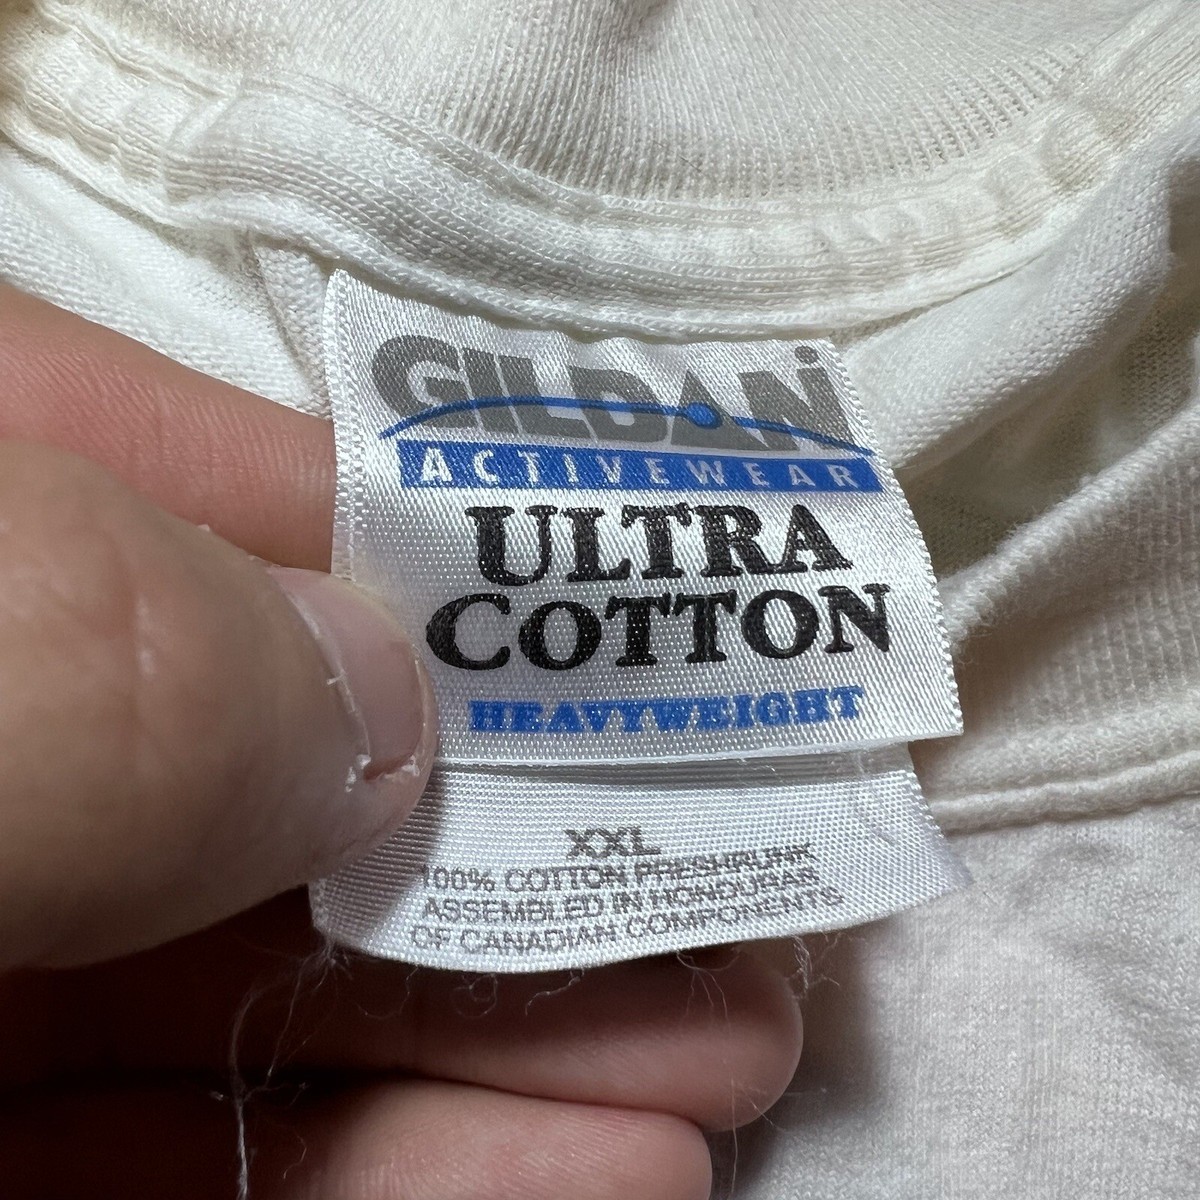 GILDAN
ACTIVEWEAR
ULTRA
COTTON
HEAVYWEIGHT
XXL
100% COTTON PRESHRUNK
ASSEMBLED IN HONDURAS
OF CANADIAN COMPONENTS